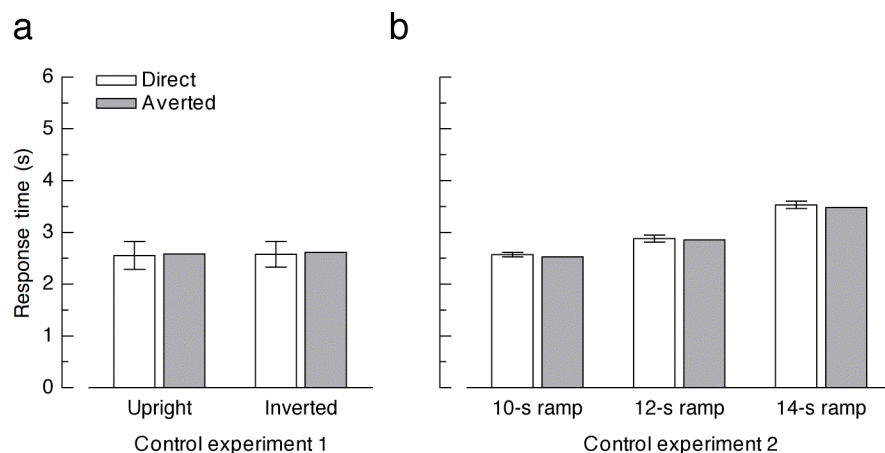 a
b
Direct
Averted
Response time (s)
6
5
4
3
2
1
0
Upright
Inverted
Control experiment 1
10-s ramp
12-s ramp
14-s ramp
Control experiment 2